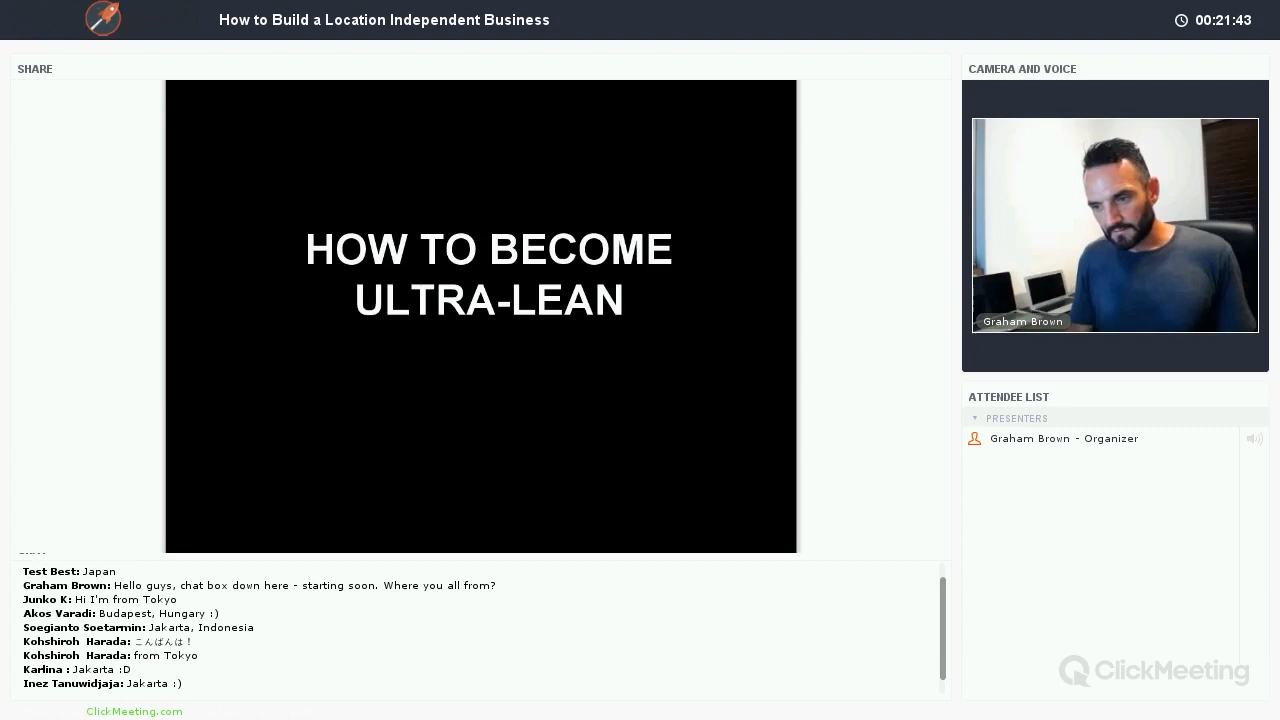 How to Build a Location Independent Business
00:21:43
SHARE
HOW TO BECOME
ULTRA-LEAN
CAMERA AND VOICE
Graham Brown
ATTENDEE LIST
PRESENTERS
Graham Brown - Organizer
Test Best: Japan
Graham Brown: Hello guys, chat box down here - starting soon. Where you all from?
Junko K: Hi I'm from Tokyo
Akos Varadi: Budapest, Hungary :)
Soegianto Soetarmin: Jakarta, Indonesia
Kohshiroh Harada: こんばんは！
Kohshiroh Harada: from Tokyo
Karlina : Jakarta :D
Inez Tanuwidjaja: Jakarta :)
ClickMeeting
ClickMeeting.com